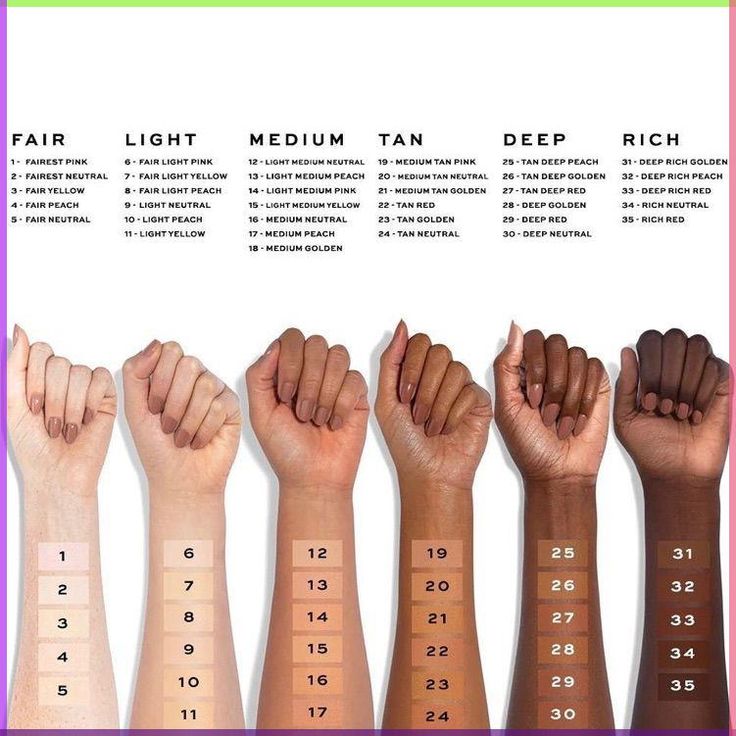 FAIR
1 - FAIREST PINK
2 - FAIREST NEUTRAL
3 - FAIR YELLOW
4 - FAIR PEACH
5 - FAIR NEUTRAL
LIGHT
6 - FAIR LIGHT PINK
7 - FAIR LIGHT YELLOW
8 - FAIR LIGHT PEACH
9 - LIGHT NEUTRAL
10 - LIGHT PEACH
11 - LIGHT YELLOW
MEDIUM
12 - LIGHT MEDIUM NEUTRAL
13 - LIGHT MEDIUM PEACH
14 - LIGHT MEDIUM PINK
15 - LIGHT MEDIUM YELLOW
16 - MEDIUM NEUTRAL
17 - MEDIUM PEACH
18 - MEDIUM GOLDEN
TAN
19 - MEDIUM TAN PINK
20 - MEDIUM TAN NEUTRAL
21 - MEDIUM TAN GOLDEN
22 - TAN RED
23 - TAN GOLDEN
24 - TAN NEUTRAL
DEEP
25 - TAN DEEP PEACH
26 - TAN DEEP GOLDEN
27 - TAN DEEP RED
28 - DEEP GOLDEN
29 - DEEP RED
30 - DEEP NEUTRAL
RICH
31 - DEEP RICH GOLDEN
32 - DEEP RICH PEACH
33 - DEEP RICH RED
34 - RICH NEUTRAL
35 - RICH RED
1
2
3
4
5
6
7
8
9
10
11
12
13
14
15
16
17
19
20
21
22
23
24
25
26
27
28
29
30
31
32
33
34
35